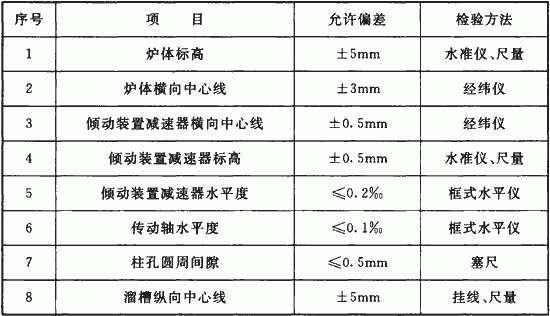 序号 项 目 允许偏差 检验方法
1 炉体标高 ±5mm 水准仪、尺量
2 炉体横向中心线 ±3mm 经纬仪
3 倾动装置减速器横向中心线 ±0.5mm 经纬仪
4 倾动装置减速器标高 ±0.5mm 水准仪、尺量
5 倾动装置减速器水平度 ≤0.2‰ 框式水平仪
6 传动轴水平度 ≤0.1‰ 框式水平仪
7 柱孔圆周间隙 ≤0.5mm 塞尺
8 溜槽纵向中心线 ±5mm 挂线、尺量